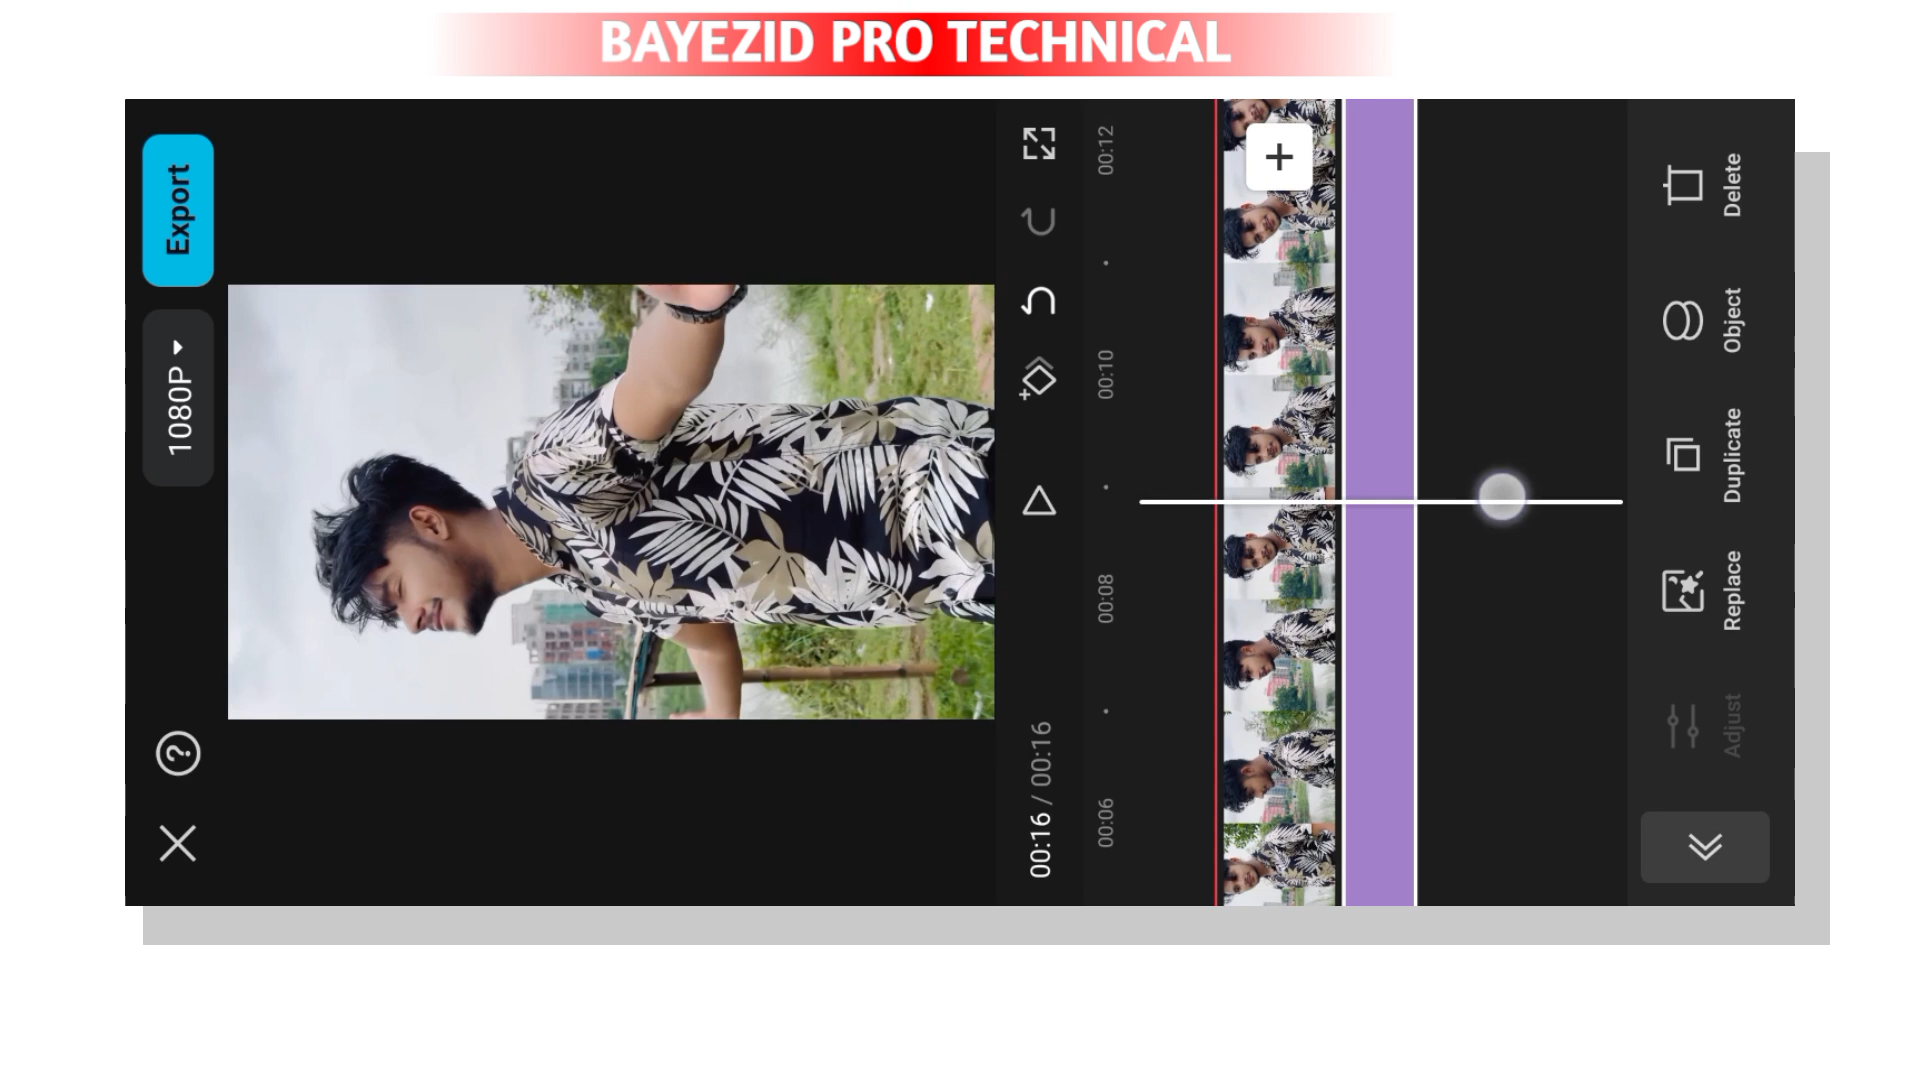 BAYEZID PRO TECHNICAL
Export
1080P
00:16 / 00:16
00:06
00:08
00:10
00:12
Adjust
Replace
Duplicate
Object
Delete